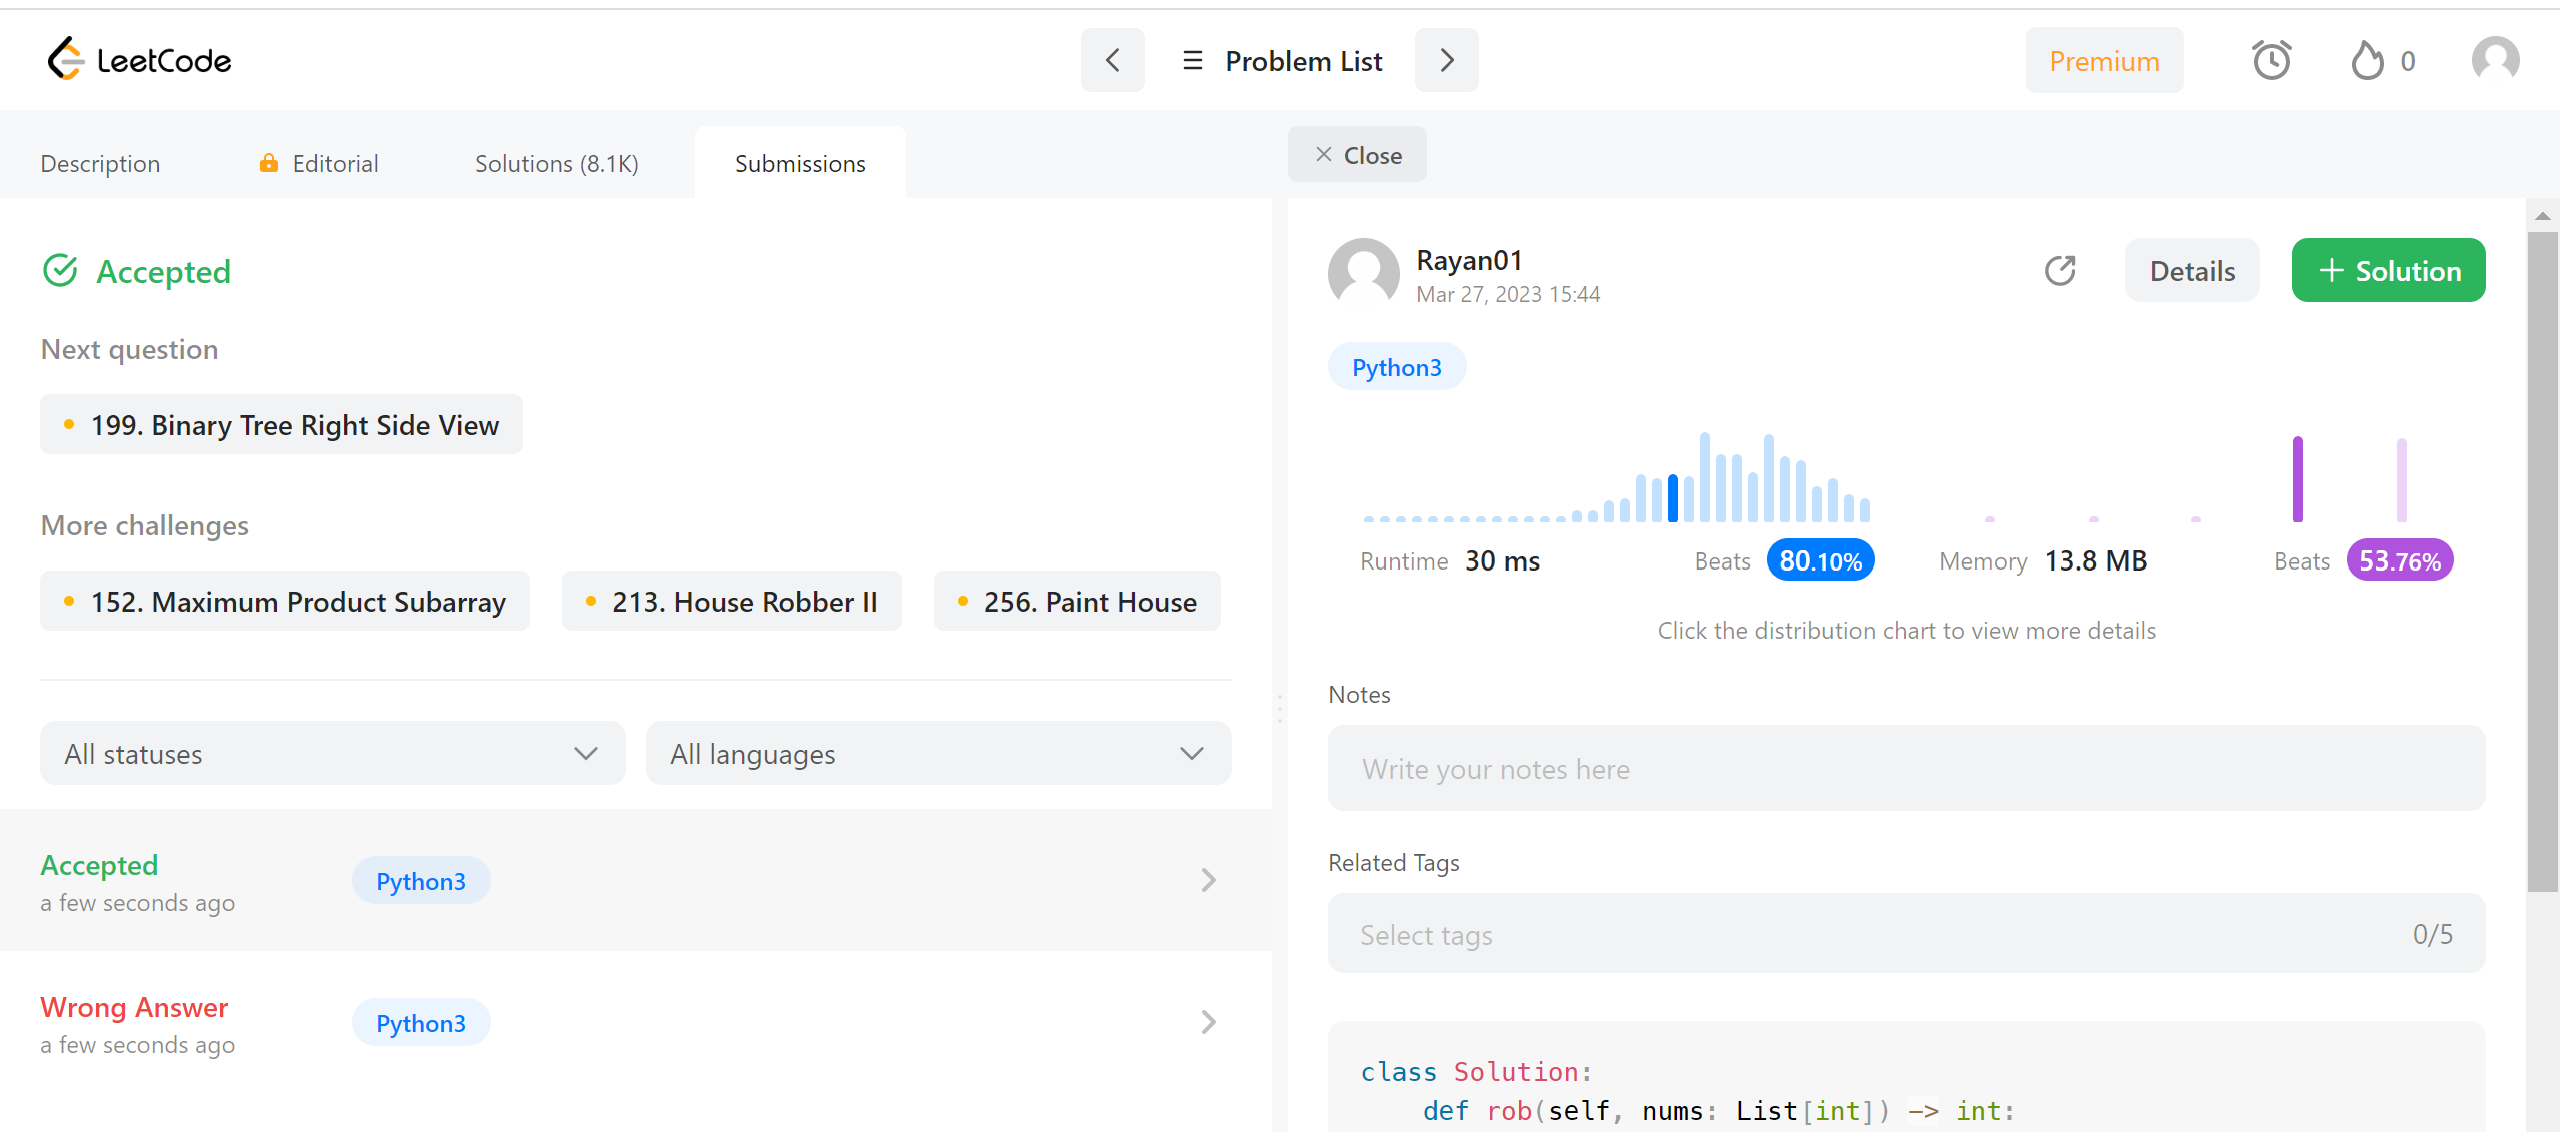 LeetCode
Problem List
Premium
0
Description
Editorial
Solutions (8.1K)
Submissions
Close
Accepted
Next question
199. Binary Tree Right Side View
More challenges
152. Maximum Product Subarray
213. House Robber II
256. Paint House
All statuses
All languages
Accepted
a few seconds ago
Python3
Wrong Answer
a few seconds ago
Python3
Rayan01
Mar 27, 2023 15:44
Details
Solution
Python3
Runtime 30 ms
Beats 80.10%
Memory 13.8 MB
Beats 53.76%
Click the distribution chart to view more details
Notes
Write your notes here
Related Tags
Select tags
0/5
class Solution:
    def rob(self, nums: List[int]) -> int: